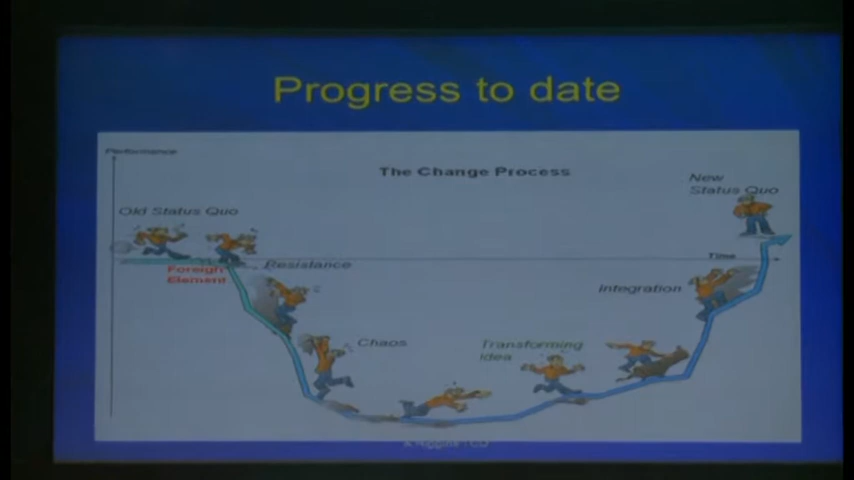 Progress to date
Performance
The Change Process
New
Status Quo
Old Status Quo
Time
Foreign
Element
Resistance
Integration
Chaos
Transforming
Idea